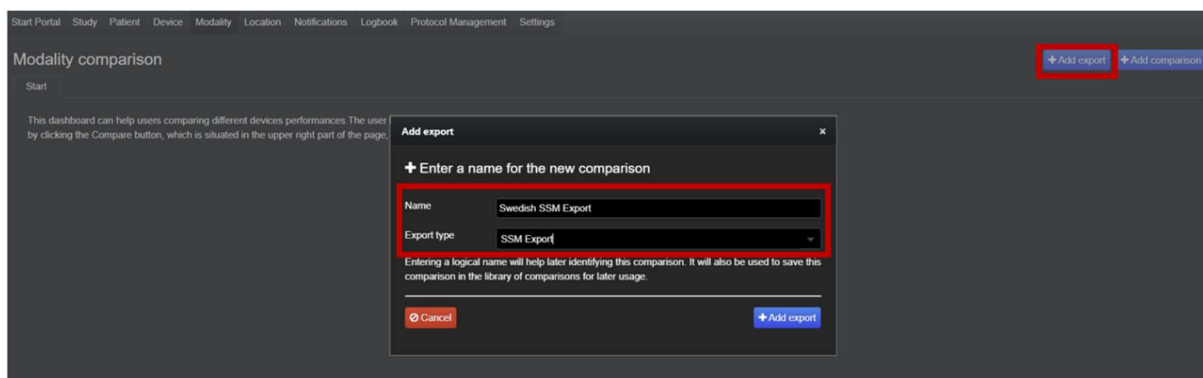 Start Portal Study Patient Device Modality Location Notifications Logbook Protocol Management Settings
Modality comparison
+ Add export + Add comparison
Start
This dashboard can help users comparing different devices performances.The user
by clicking the Compare button, which is situated in the upper right part of the page,
Add export ×
+ Enter a name for the new comparison
Name Swedish SSM Export
Export type SSM Export
Entering a logical name will help later identifying this comparison. It will also be used to save this
comparison in the library of comparisons for later usage.
Cancel + Add export